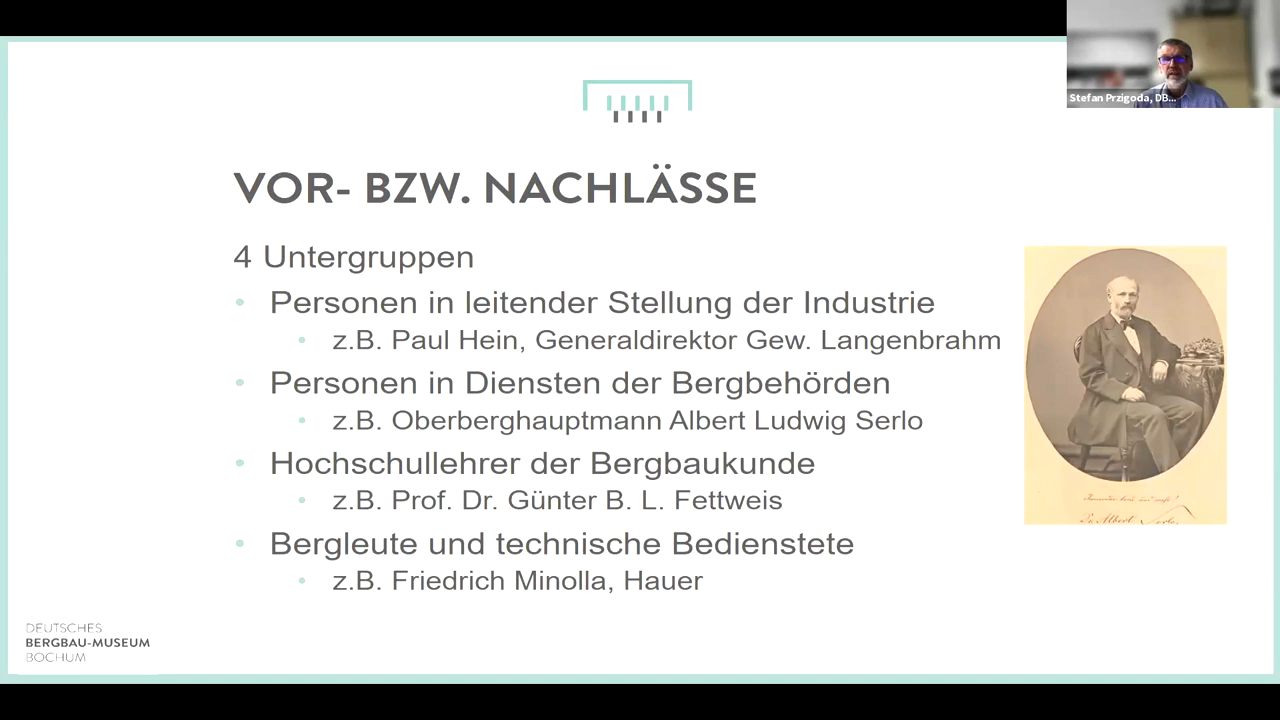 Stefan Przigoda, DB...
VOR- BZW. NACHLÄSSE
4 Untergruppen
• Personen in leitender Stellung der Industrie
• z.B. Paul Hein, Generaldirektor Gew. Langenbrahm
• Personen in Diensten der Bergbehörden
• z.B. Oberberghauptmann Albert Ludwig Serlo
• Hochschullehrer der Bergbaukunde
• z.B. Prof. Dr. Günter B. L. Fettweis
• Bergleute und technische Bedienstete
• z.B. Friedrich Minolla, Hauer
DEUTSCHES
BERGBAU-MUSEUM
BOCHUM